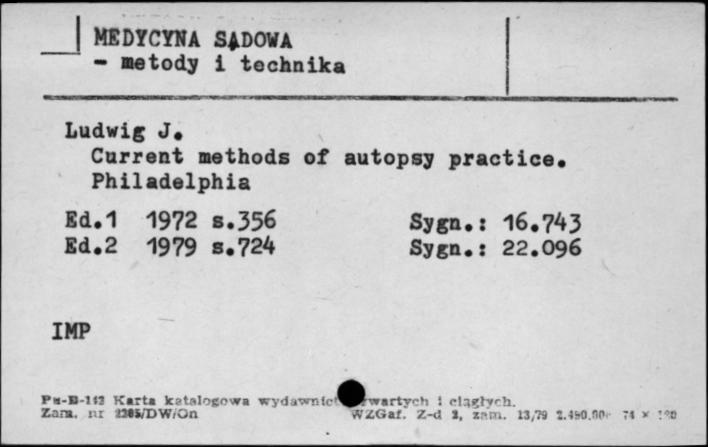 MEDYCYNA SĄDOWA
- metody i technika
Ludwig J.
Current methods of autopsy practice.
Philadelphia
Ed.1 1972 s.356 Sygn.: 16.743
Ed.2 1979 s.724 Sygn.: 22.096
IMP
Karta katalogowa i ciągłych.
Zam. nr 2205/DW/On WZGraf. Z-d 2, zam. 13/79